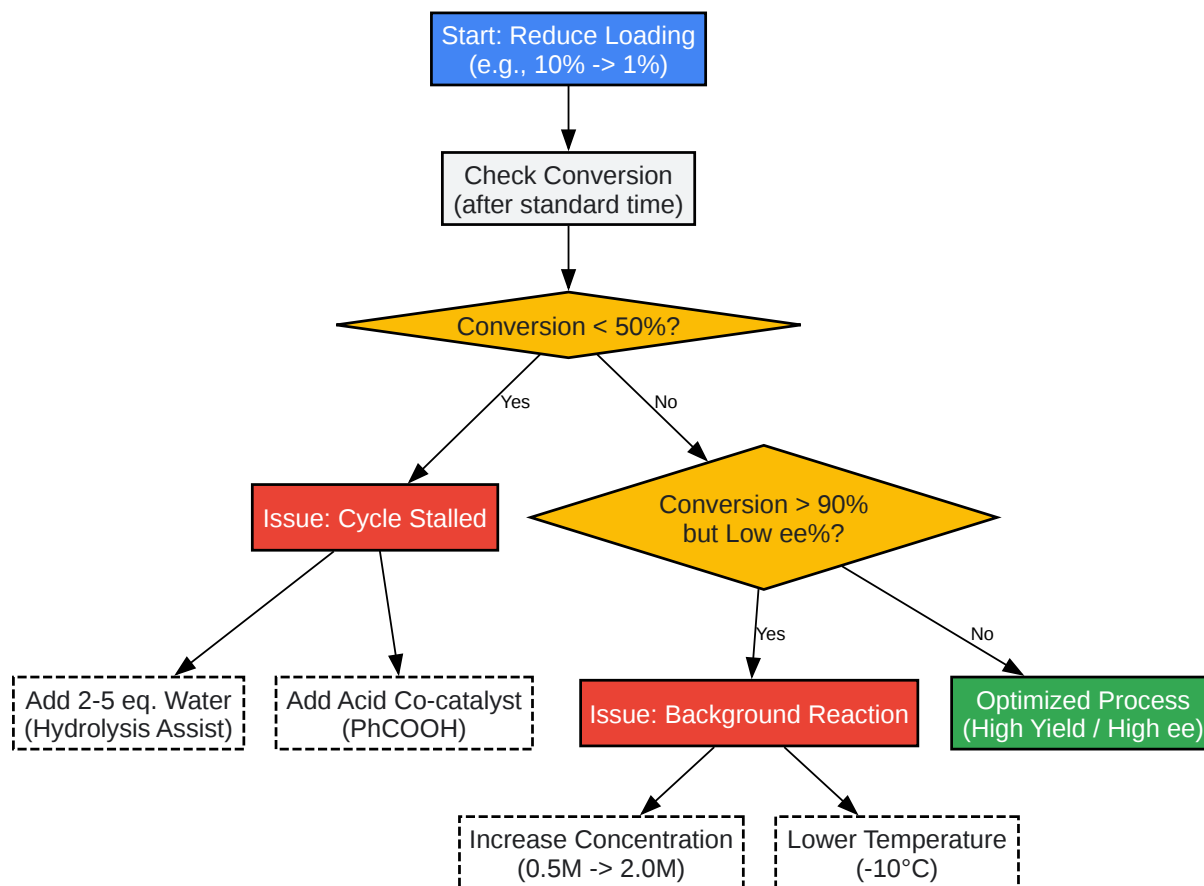 Start: Reduce Loading
(e.g., 10% -> 1%)
Check Conversion
(after standard time)
Conversion < 50%?
Yes
No
Issue: Cycle Stalled
Conversion > 90%
but Low ee%?
Add 2-5 eq. Water
(Hydrolysis Assist)
Add Acid Co-catalyst
(PhCOOH)
Yes
No
Issue: Background Reaction
Optimized Process
(High Yield / High ee)
Increase Concentration
(0.5M -> 2.0M)
Lower Temperature
(-10°C)